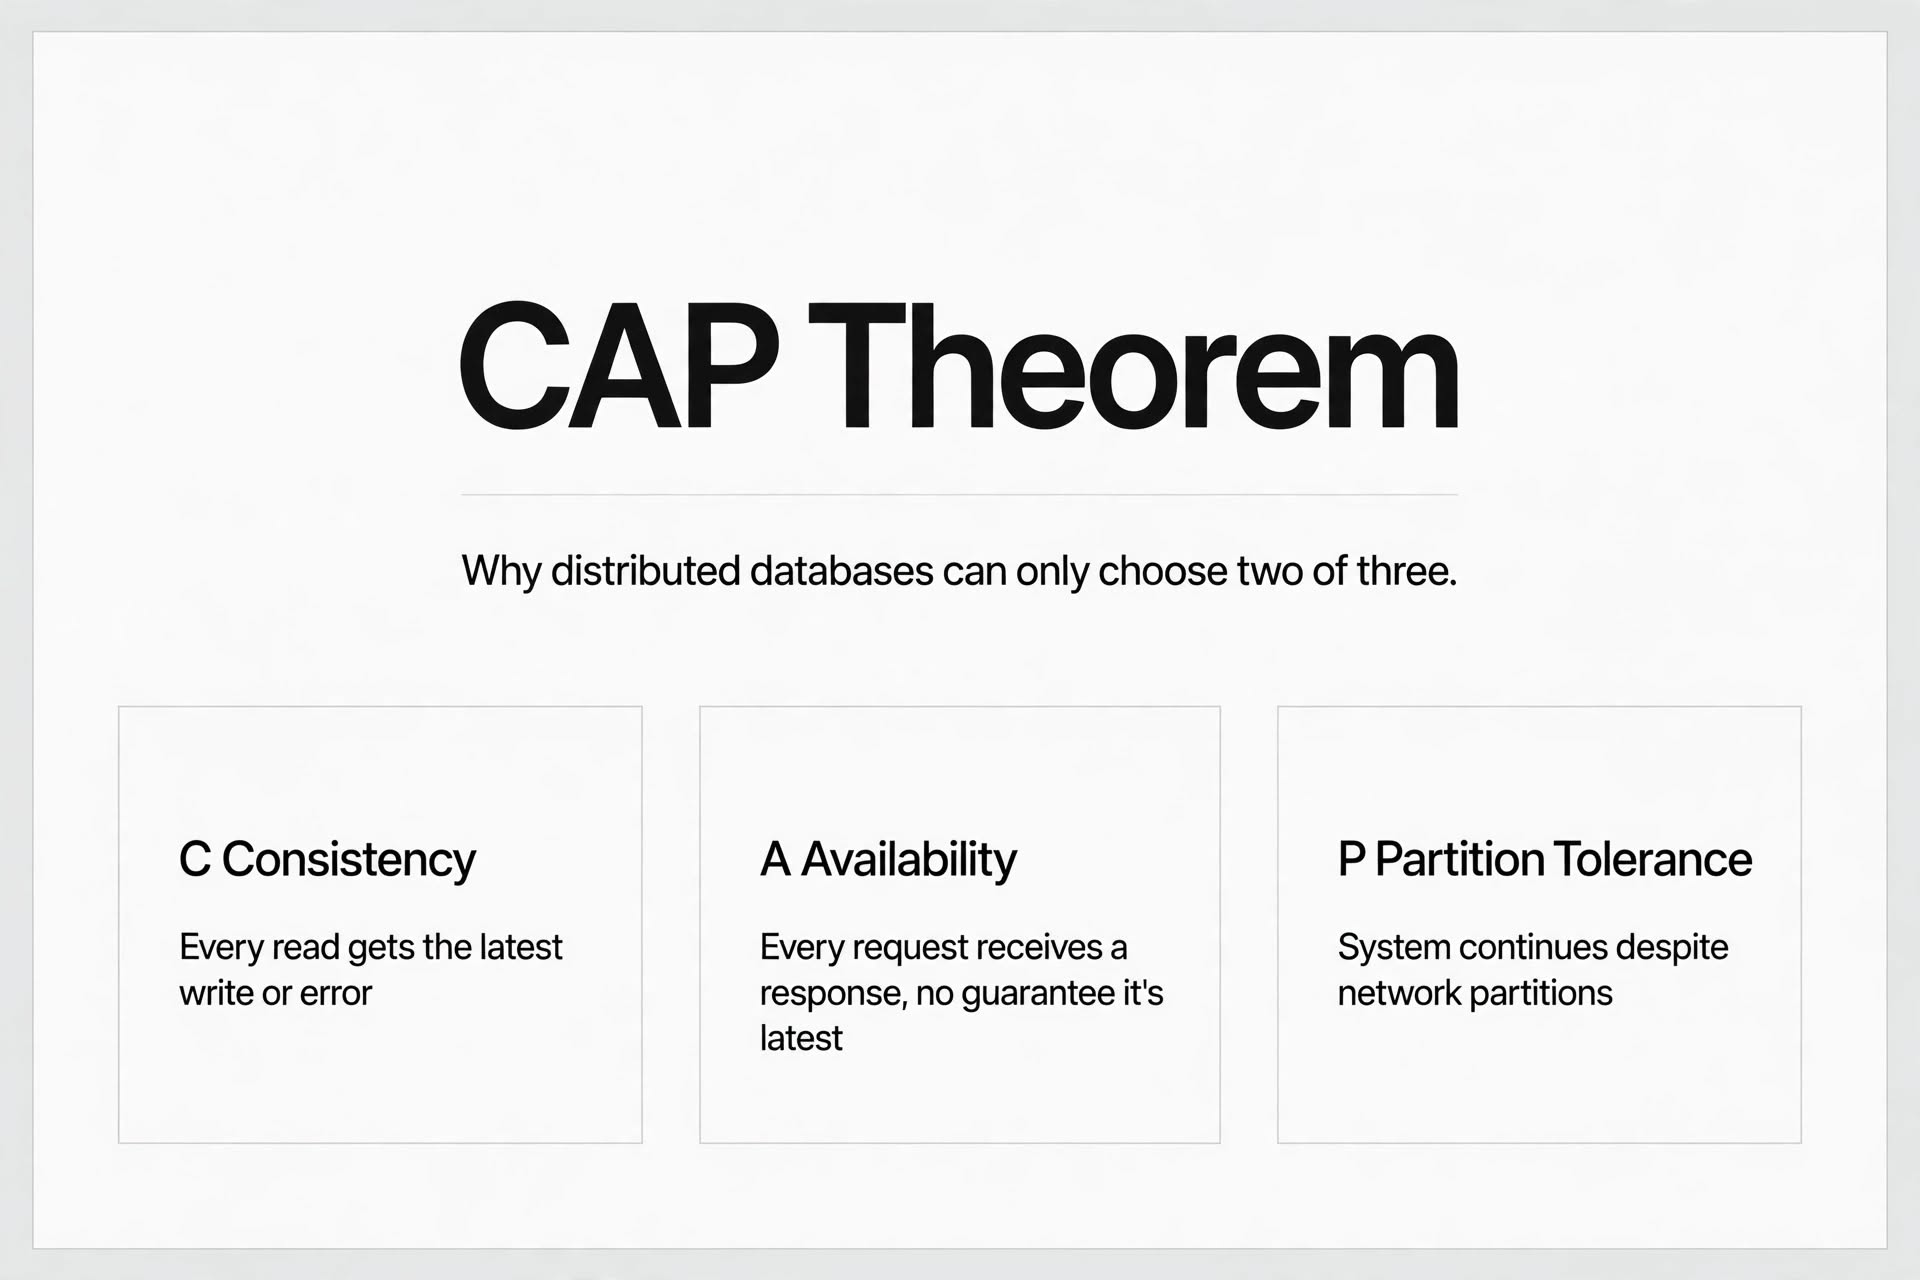 CAP Theorem
Why distributed databases can only choose two of three.
C Consistency
Every read gets the latest
write or error
A Availability
Every request receives a
response, no guarantee it's
latest
P Partition Tolerance
System continues despite
network partitions